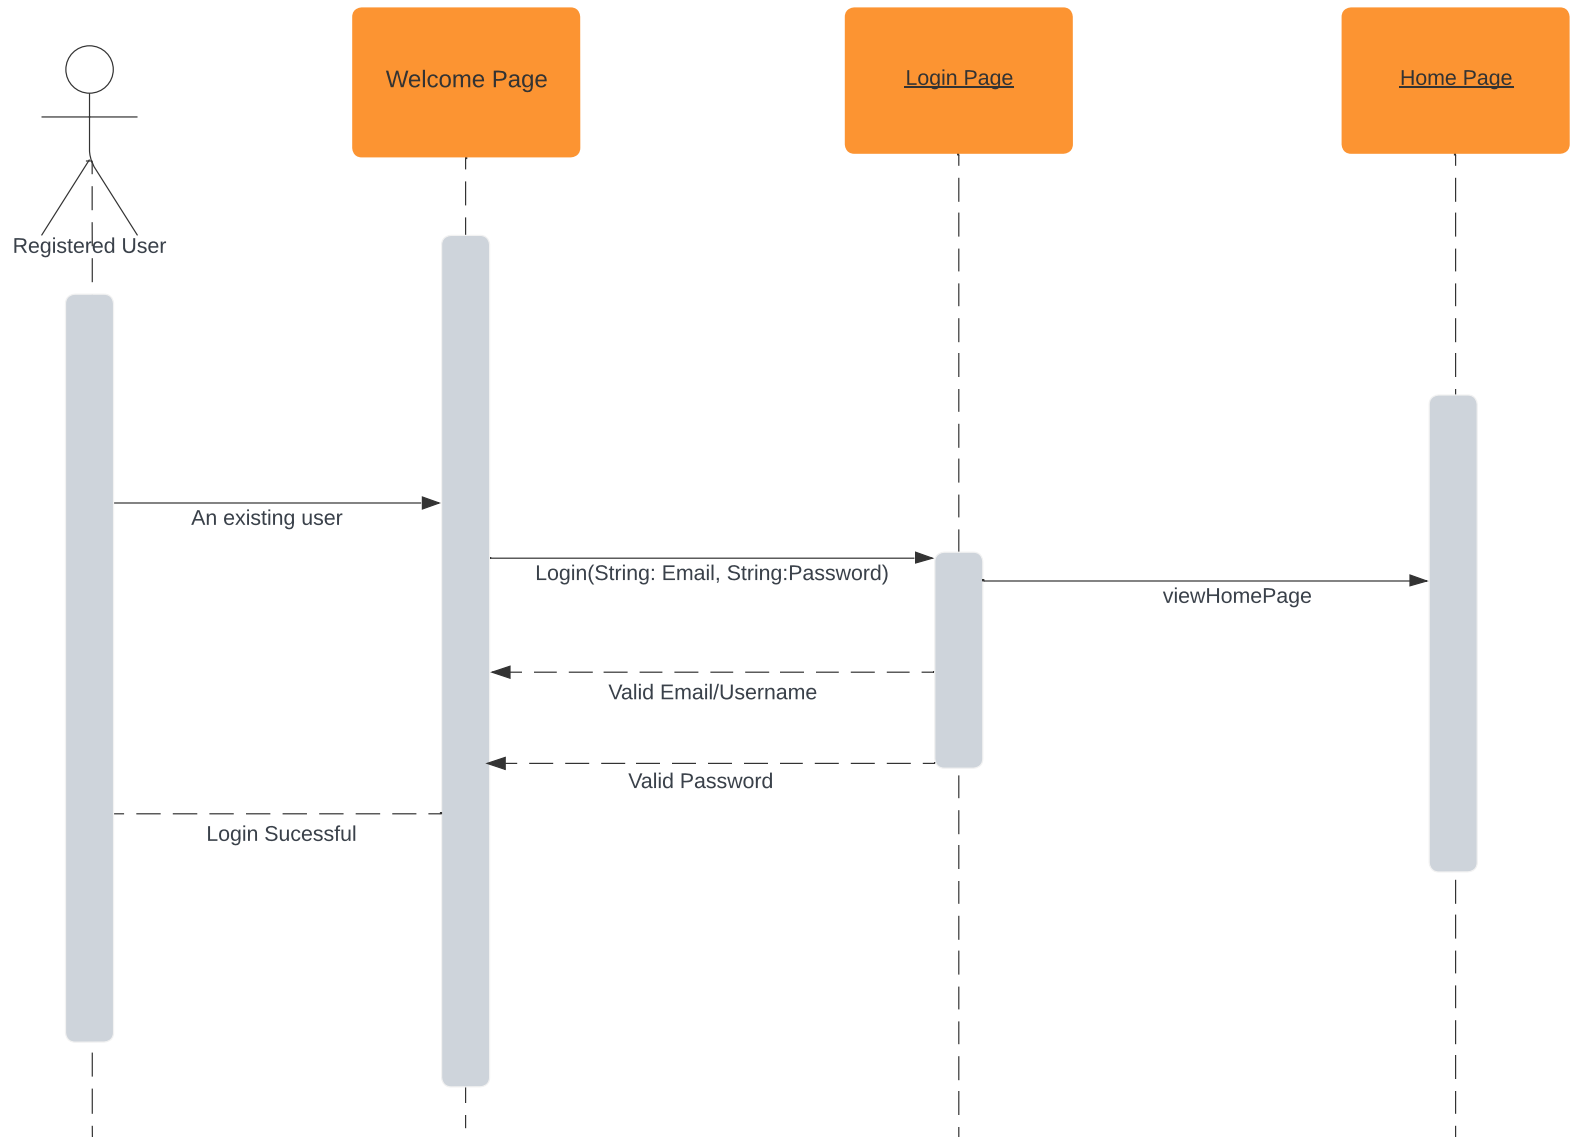 Welcome Page
Login Page
Home Page
Registered User
An existing user
Login(String: Email, String:Password)
viewHomePage
Valid Email/Username
Valid Password
Login Sucessful